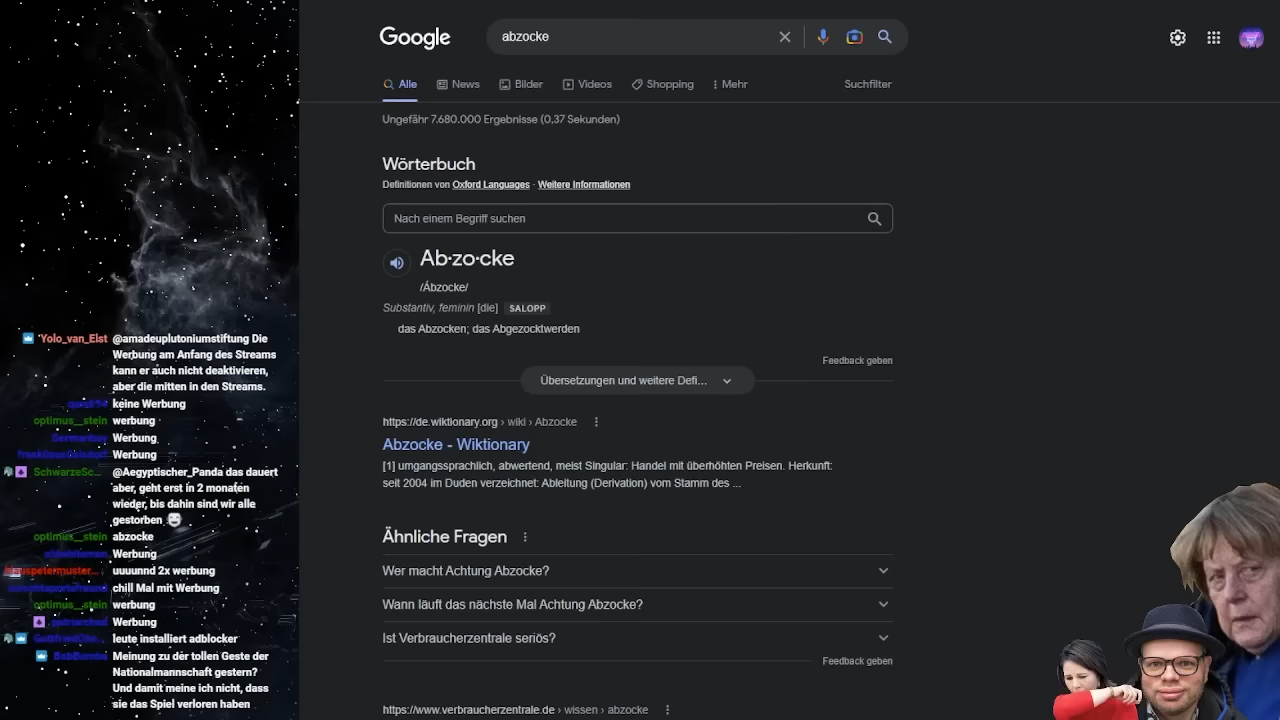 Google
abzocke
Alle
News
Bilder
Videos
Shopping
Mehr
Suchfilter
Ungefähr 7.680.000 Ergebnisse (0,37 Sekunden)
Wörterbuch
Definitionen von Oxford Languages · Weitere Informationen
Nach einem Begriff suchen
Ab·zo·cke
/Ábzocke/
Substantiv, feminin [die] SALOPP
das Abzocken; das Abgezocktwerden
Feedback geben
Übersetzungen und weitere Defi...
https://de.wiktionary.org › wiki › Abzocke
Abzocke - Wiktionary
[1] umgangssprachlich, abwertend, meist Singular: Handel mit überhöhten Preisen. Herkunft:
seit 2004 im Duden verzeichnet: Ableitung (Derivation) vom Stamm des ...
Ähnliche Fragen
Wer macht Achtung Abzocke?
Wann läuft das nächste Mal Achtung Abzocke?
Ist Verbraucherzentrale seriös?
Feedback geben
https://www.verbraucherzentrale.de › wissen › abzocke
Yolo_van_Elst @amadeuplutoniumstiftung Die
Werbung am Anfang des Streams
kann er auch nicht deaktivieren,
aber die mitten in den Streams.
keine Werbung
optimus__stein werbung
Werbung
Werbung
SchwarzeSc... @Aegyptischer_Panda das dauert
aber, geht erst in 2 monaten
wieder, bis dahin sind wir alle
gestorben
optimus__stein abzocke
Werbung
uuuunnd 2x werbung
chill Mal mit Werbung
optimus__stein werbung
Werbung
leute installiert adblocker
Meinung zu der tollen Geste der
Nationalmannschaft gestern?
Und damit meine ich nicht, dass
sie das Spiel verloren haben